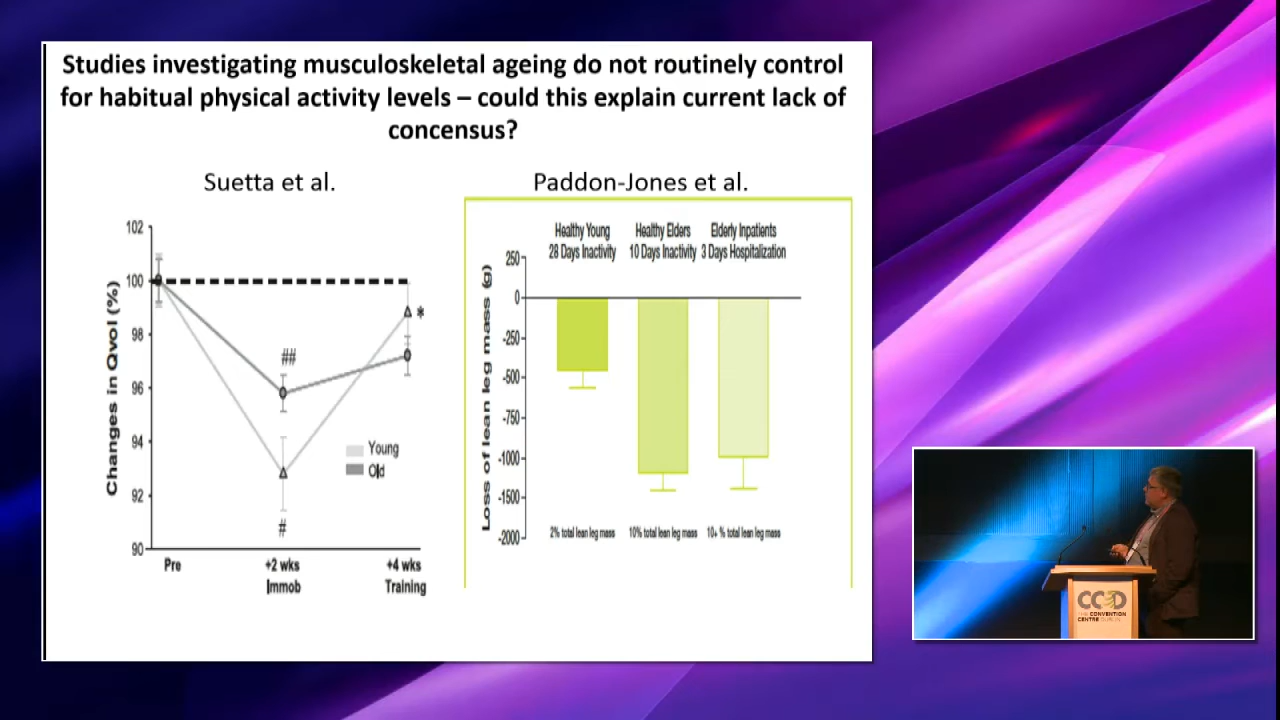 Studies investigating musculoskeletal ageing do not routinely control
for habitual physical activity levels – could this explain current lack of
concensus?
Suetta et al.
Paddon-Jones et al.
102
100
98
96
94
92
90
Changes in Qvol (%)
##
#
*
Young
Old
Pre
+2 wks
Immob
+4 wks
Training
Healthy Young
28 Days Inactivity
Healthy Elders
10 Days Inactivity
Elderly Inpatients
3 Days Hospitalization
Loss of lean leg mass (g)
250
0
-250
-500
-750
-1000
-1500
-2000
2% total lean leg mass
10% total lean leg mass
10+ % total lean leg mass
CCD
THE CONVENTION
CENTRE DUBLIN